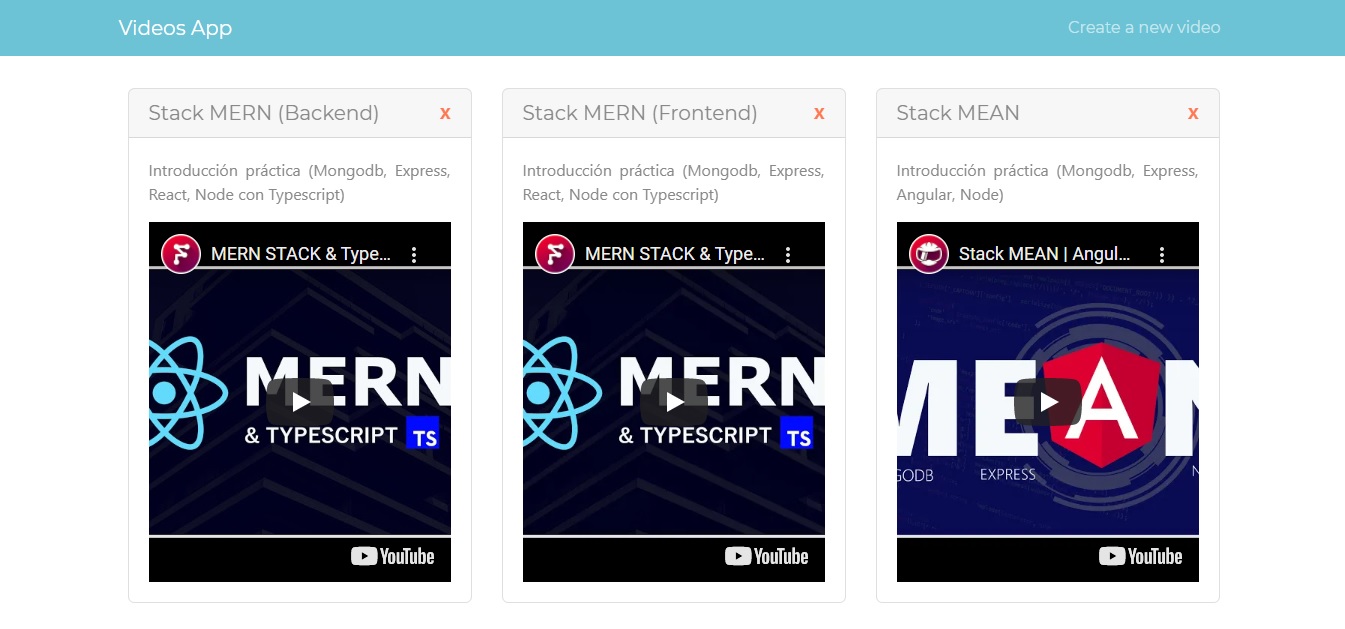 Videos App
Create a new video
Stack MERN (Backend)
x
Introducción práctica (Mongodb, Express,
React, Node con Typescript)
MERN STACK & Type...
MERN
& TYPESCRIPT TS
YouTube
Stack MERN (Frontend)
x
Introducción práctica (Mongodb, Express,
React, Node con Typescript)
MERN STACK & Type...
MERN
& TYPESCRIPT TS
YouTube
Stack MEAN
x
Introducción práctica (Mongodb, Express,
Angular, Node)
Stack MEAN | Angul...
MEAN
GODB EXPRESS N
YouTube